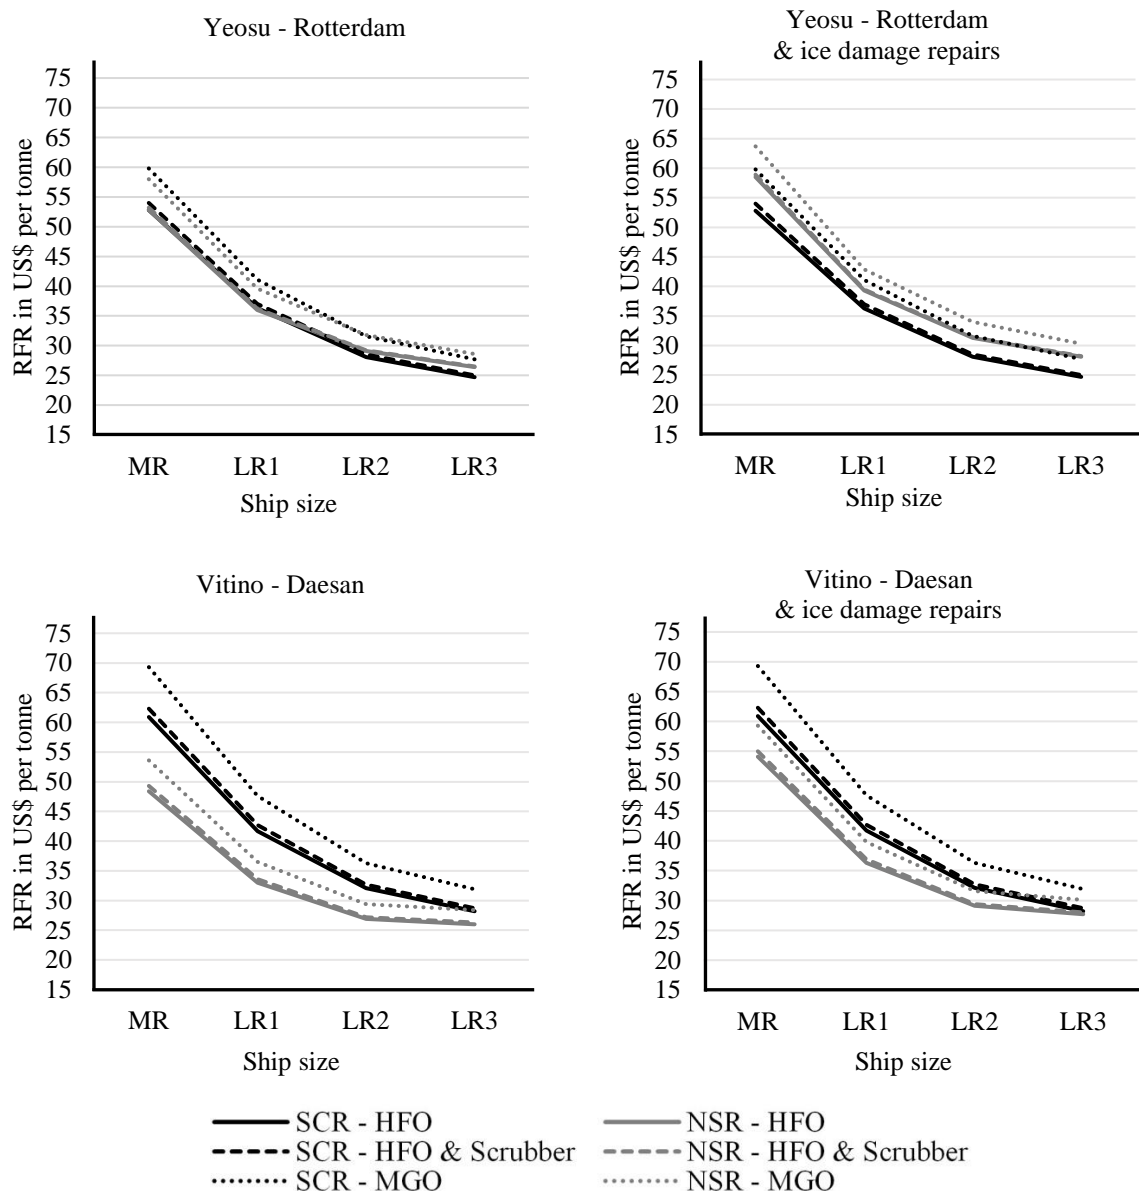 Yeosu - Rotterdam
RFR in US$ per tonne
75
70
65
60
55
50
45
40
35
30
25
20
15
MR LR1 LR2 LR3
Ship size
Yeosu - Rotterdam
& ice damage repairs
RFR in US$ per tonne
75
70
65
60
55
50
45
40
35
30
25
20
15
MR LR1 LR2 LR3
Ship size
Vitino - Daesan
RFR in US$ per tonne
75
70
65
60
55
50
45
40
35
30
25
20
15
MR LR1 LR2 LR3
Ship size
Vitino - Daesan
& ice damage repairs
RFR in US$ per tonne
75
70
65
60
55
50
45
40
35
30
25
20
15
MR LR1 LR2 LR3
Ship size
SCR - HFO
NSR - HFO
SCR - HFO & Scrubber
NSR - HFO & Scrubber
SCR - MGO
NSR - MGO